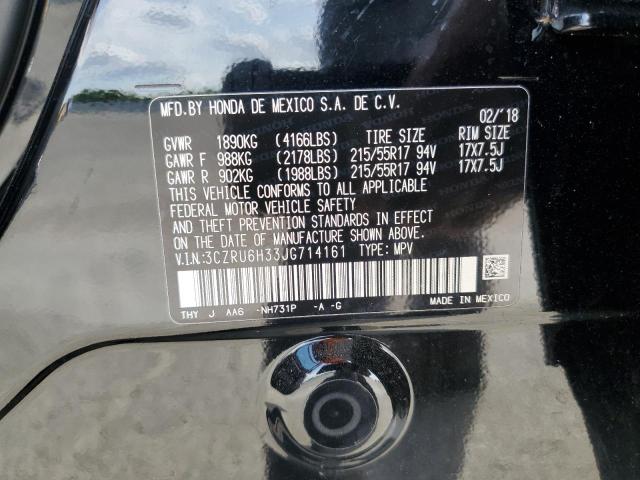 MFD.BY HONDA DE MEXICO S.A. DE C.V.
02/'18
GVWR 1890KG (4166LBS) TIRE SIZE RIM SIZE
GAWR F 988KG (2178LBS) 215/55R17 94V 17X7.5J
GAWR R 902KG (1988LBS) 215/55R17 94V 17X7.5J
THIS VEHICLE CONFORMS TO ALL APPLICABLE
FEDERAL MOTOR VEHICLE SAFETY
AND THEFT PREVENTION STANDARDS IN EFFECT
ON THE DATE OF MANUFACTURE SHOWN ABOVE.
V.I.N:3CZRU6H33JG714161 TYPE: MPV
THY J AA6 -NH731P -A -G MADE IN MEXICO